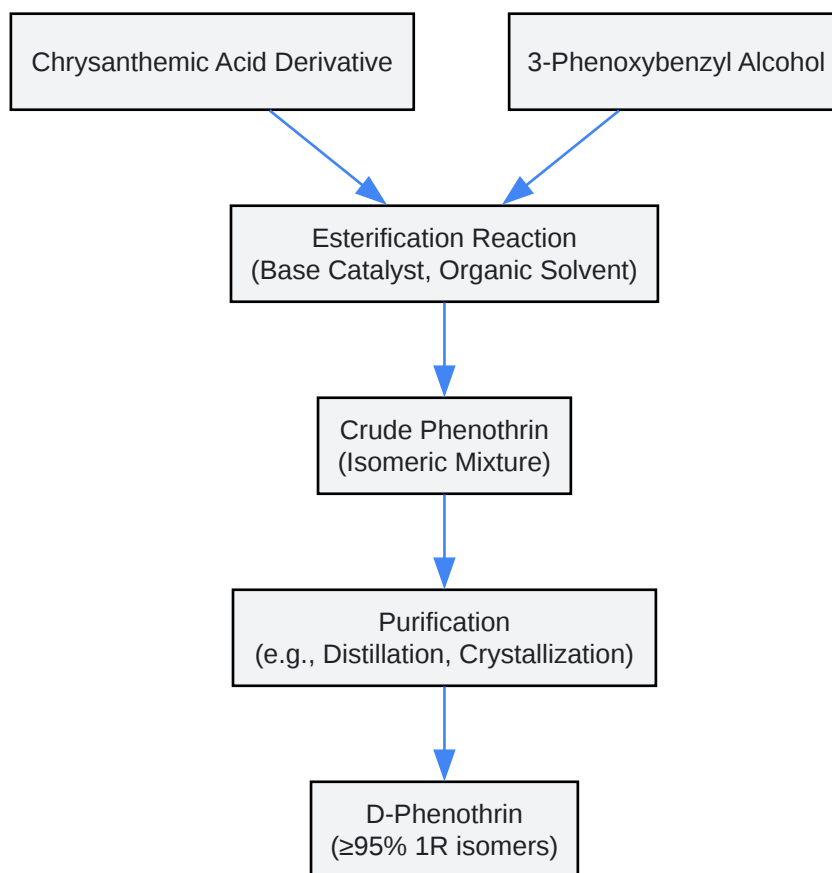 Chrysanthemic Acid Derivative
3-Phenoxybenzyl Alcohol
Esterification Reaction
(Base Catalyst, Organic Solvent)
Crude Phenothrin
(Isomeric Mixture)
Purification
(e.g., Distillation, Crystallization)
D-Phenothrin
(≥95% 1R isomers)